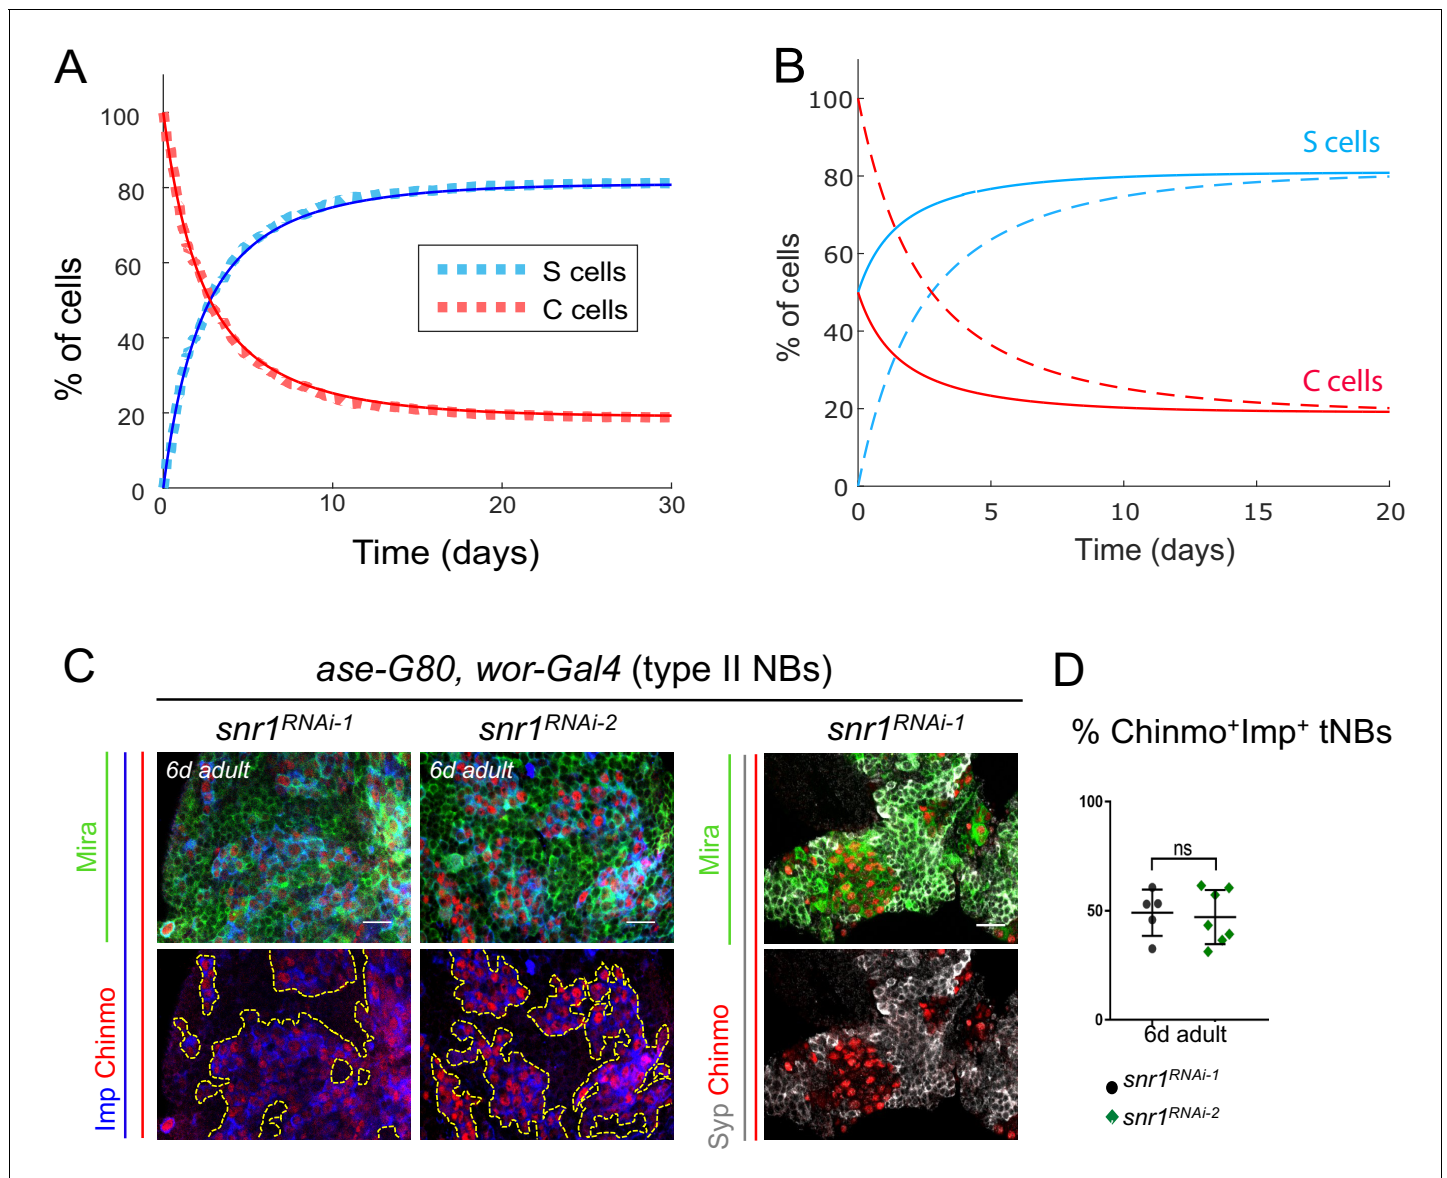 A
100
80
60
40
20
0
0
10
20
30
% of cells
Time (days)
S cells
C cells
B
100
80
60
40
20
0
0
5
10
15
20
% of cells
Time (days)
S cells
C cells
C
ase-G80, wor-Gal4 (type II NBs)
snr1RNAi-1
snr1RNAi-2
snr1RNAi-1
6d adult
6d adult
Mira
Mira
Imp Chinmo
Syp Chinmo
D
% Chinmo+Imp+ tNBs
100
50
0
ns
6d adult
snr1RNAi-1
snr1RNAi-2